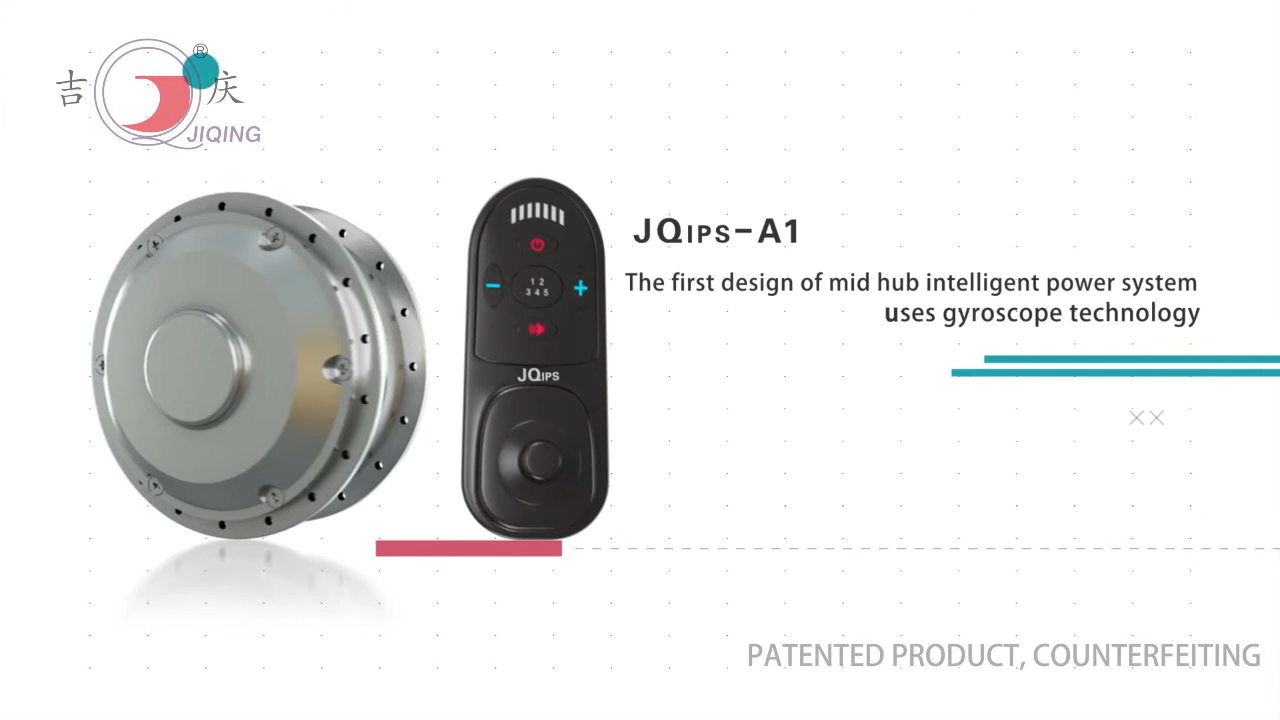 吉 ® 庆
JIQING
JQIPS-A1
The first design of mid hub intelligent power system
uses gyroscope technology
1 2
3 4 5
JQIPS
PATENTED PRODUCT, COUNTERFEITING